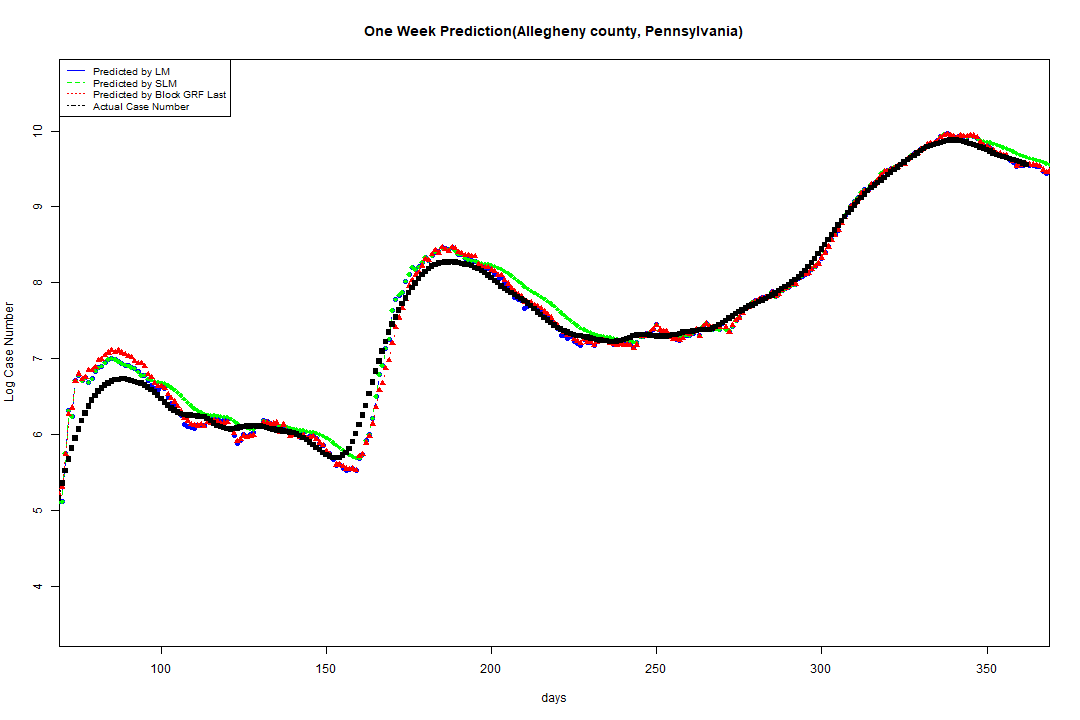 One Week Prediction(Allegheny county, Pennsylvania)
Predicted by LM
Predicted by SLM
Predicted by Block GRF Last
Actual Case Number
10
9
8
7
6
5
4
Log Case Number
100 150 200 250 300 350
days